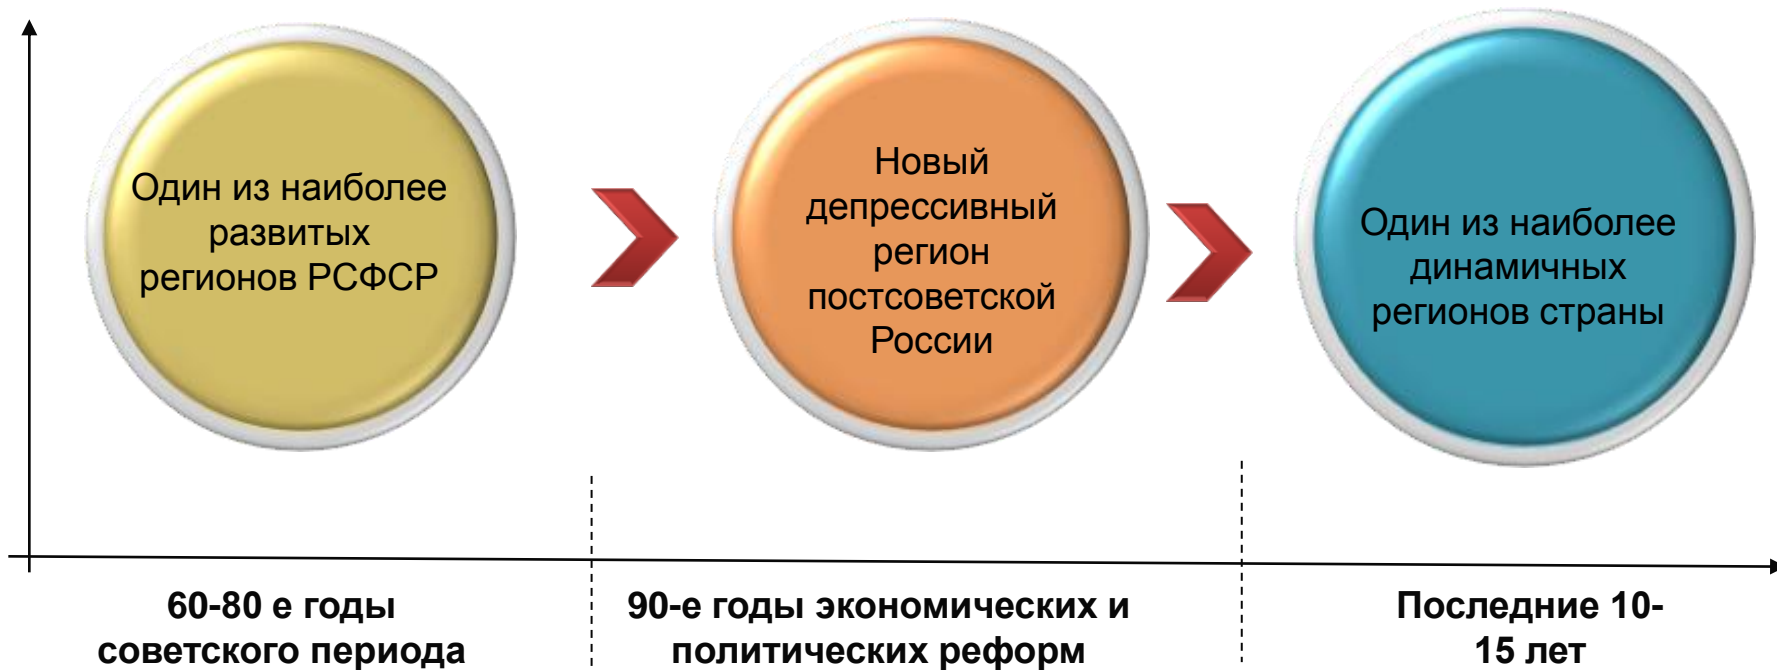 Один из наиболее
развитых
регионов РСФСР
Новый
депрессивный
регион
постсоветской
России
Один из наиболее
динамичных
регионов страны
60-80 е годы
советского периода
90-е годы экономических и
политических реформ
Последние 10-
15 лет